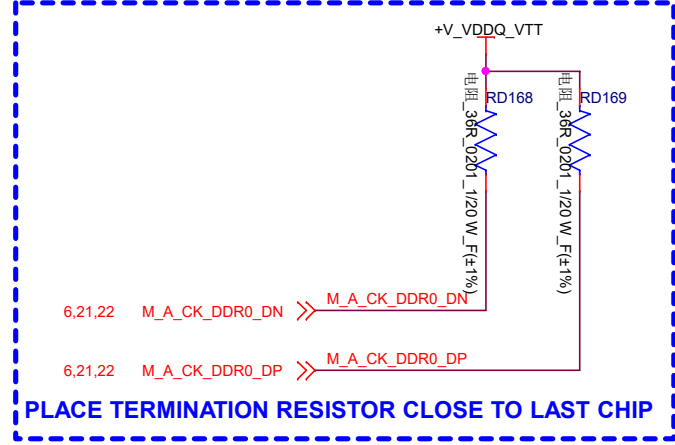 +V_VDDQ_VTT
RD168
电阻_36R_0201_1/20 W_F(±1%)
RD169
电阻_36R_0201_1/20 W_F(±1%)
6,21,22 M_A_CK_DDR0_DN M_A_CK_DDR0_DN
6,21,22 M_A_CK_DDR0_DP M_A_CK_DDR0_DP
PLACE TERMINATION RESISTOR CLOSE TO LAST CHIP